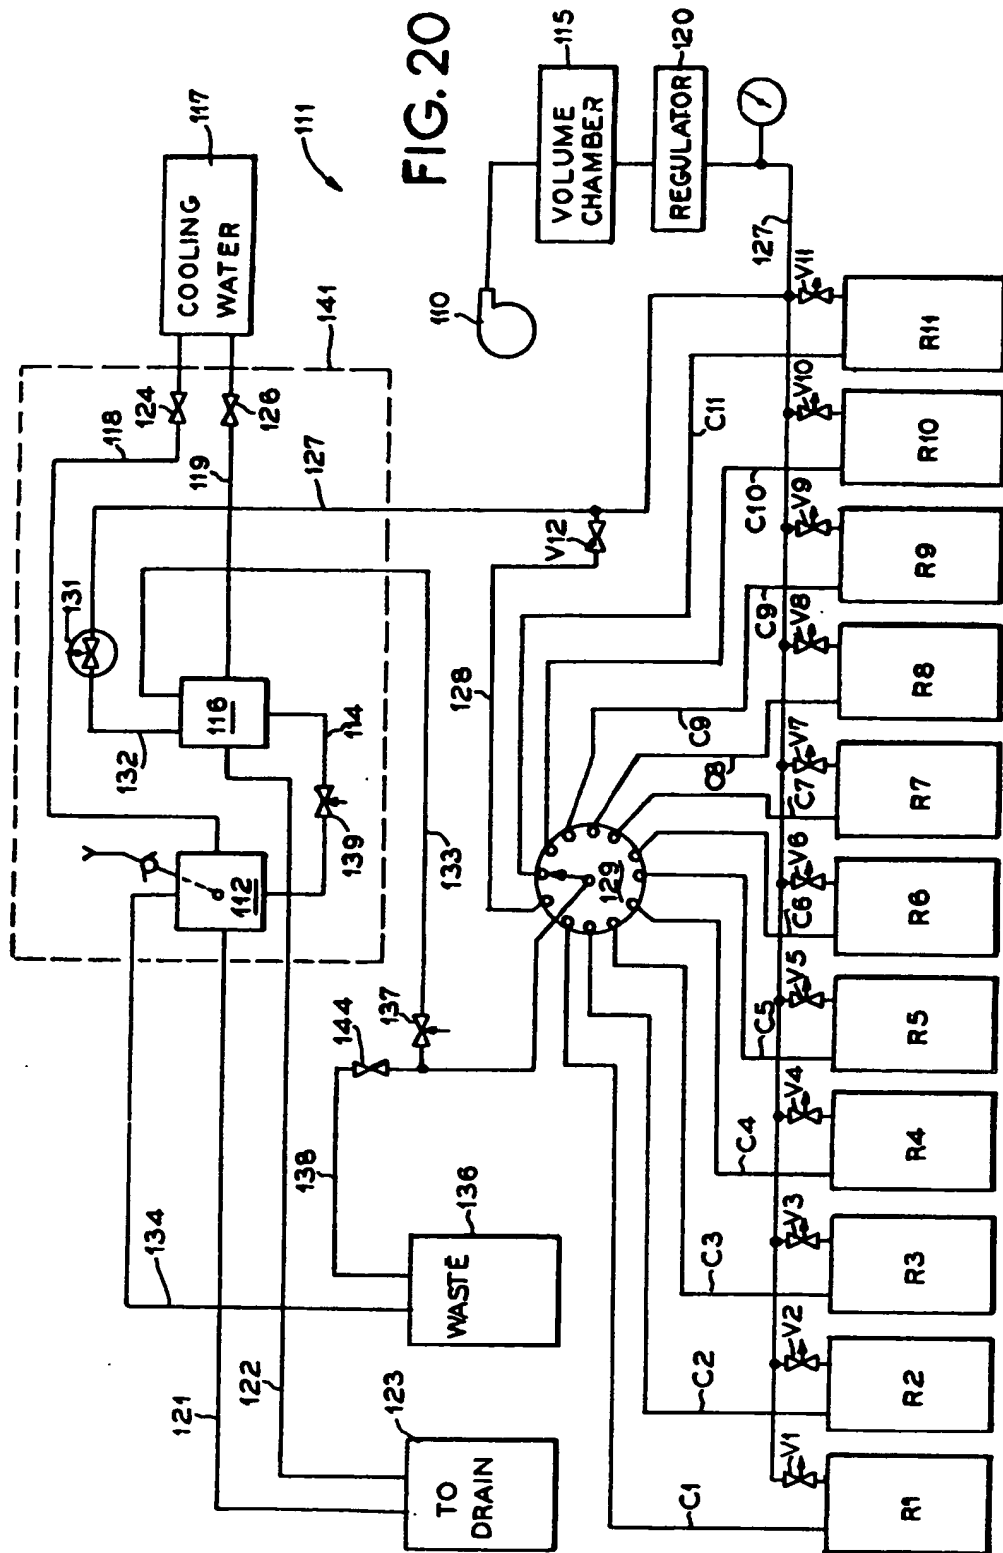 FIG. 20
111
COOLING
WATER
117
141
124
126
118
119
127
131
132
116
114
139
112
133
V12
128
129
144
137
138
134
WASTE
136
121
122
TO
DRAIN
123
110
VOLUME
CHAMBER
115
REGULATOR
120
127
C1
C2
C3
C4
C5
C6
C7
C8
C9
C9
C10
C11
V1
V2
V3
V4
V5
V6
V7
V8
V9
V10
V11
R1
R2
R3
R4
R5
R6
R7
R8
R9
R10
R11